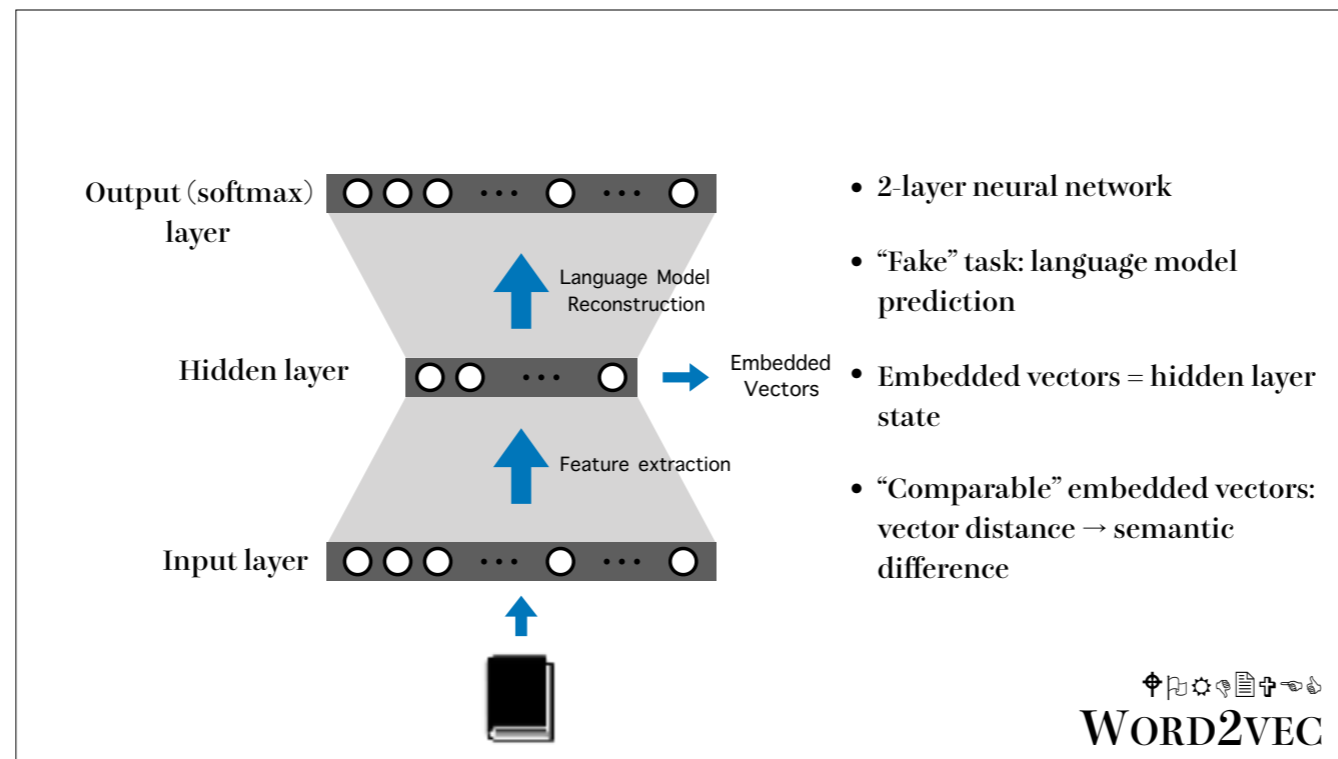 Output (softmax)
layer
Language Model
Reconstruction
Hidden layer
Embedded
Vectors
Feature extraction
Input layer
• 2-layer neural network
• “Fake” task: language model
prediction
• Embedded vectors = hidden layer
state
• “Comparable” embedded vectors:
vector distance → semantic
difference
WORD2VEC